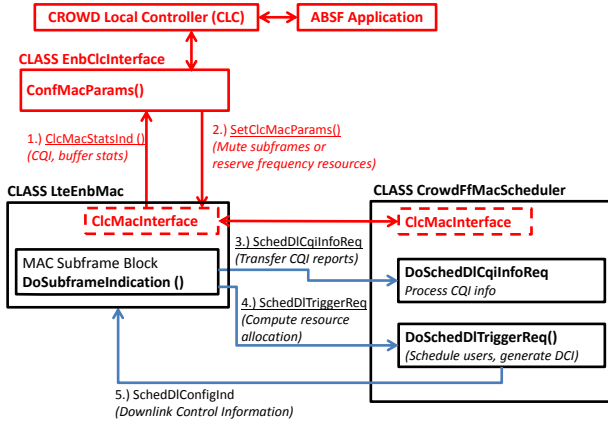 CROWD Local Controller (CLC)
ABSF Application
CLASS EnbClcInterface
ConfMacParams()
1.) ClcMacStatsInd ()
(CQI, buffer stats)
2.) SetClcMacParams()
(Mute subframes or
reserve frequency resources)
CLASS LteEnbMac
CLASS CrowdFfMacScheduler
ClcMacInterface
ClcMacInterface
MAC Subframe Block
DoSubframeIndication ()
3.) SchedDlCqiInfoReq
(Transfer CQI reports)
DoSchedDlCqiInfoReq
Process CQI info
4.) SchedDlTriggerReq
(Compute resource
allocation)
DoSchedDlTriggerReq()
(Schedule users, generate DCI)
5.) SchedDlConfigInd
(Downlink Control Information)